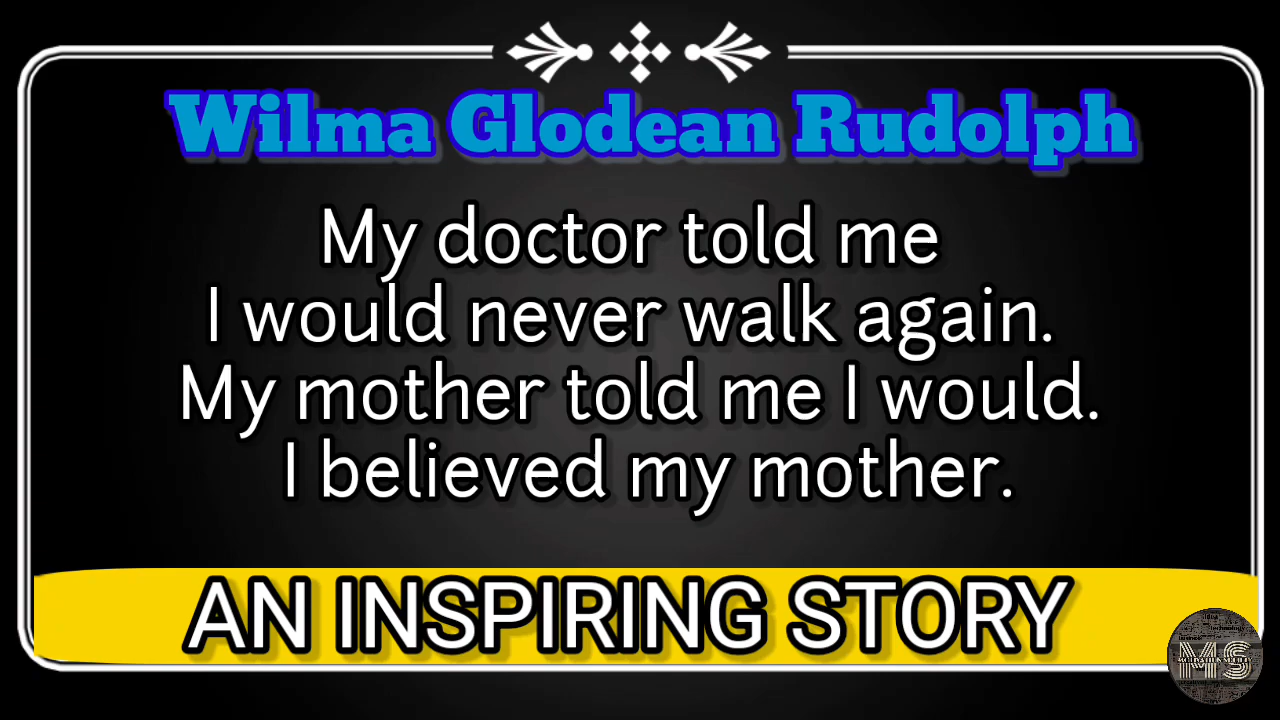 Wilma Glodean Rudolph
My doctor told me
I would never walk again.
My mother told me I would.
I believed my mother.
AN INSPIRING STORY
MS